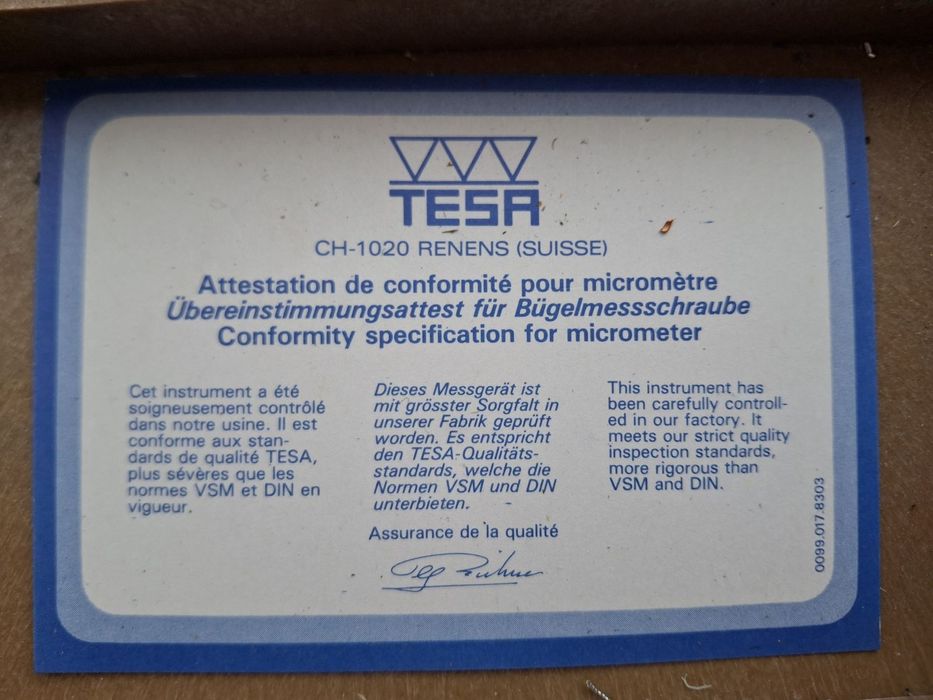 TESA
CH-1020 RENENS (SUISSE)
Attestation de conformité pour micromètre
Übereinstimmungsattest für Bügelmessschraube
Conformity specification for micrometer
Cet instrument a été
soigneusement contrôlé
dans notre usine. Il est
conforme aux stan-
dards de qualité TESA,
plus sévères que les
normes VSM et DIN en
vigueur.
Dieses Messgerät ist
mit grösster Sorgfalt in
unserer Fabrik geprüft
worden. Es entspricht
den TESA-Qualitäts-
standards, welche die
Normen VSM und DIN
unterbieten.
This instrument has
been carefully controll-
ed in our factory. It
meets our strict quality
inspection standards,
more rigorous than
VSM and DIN.
Assurance de la qualité
0099.017.8303